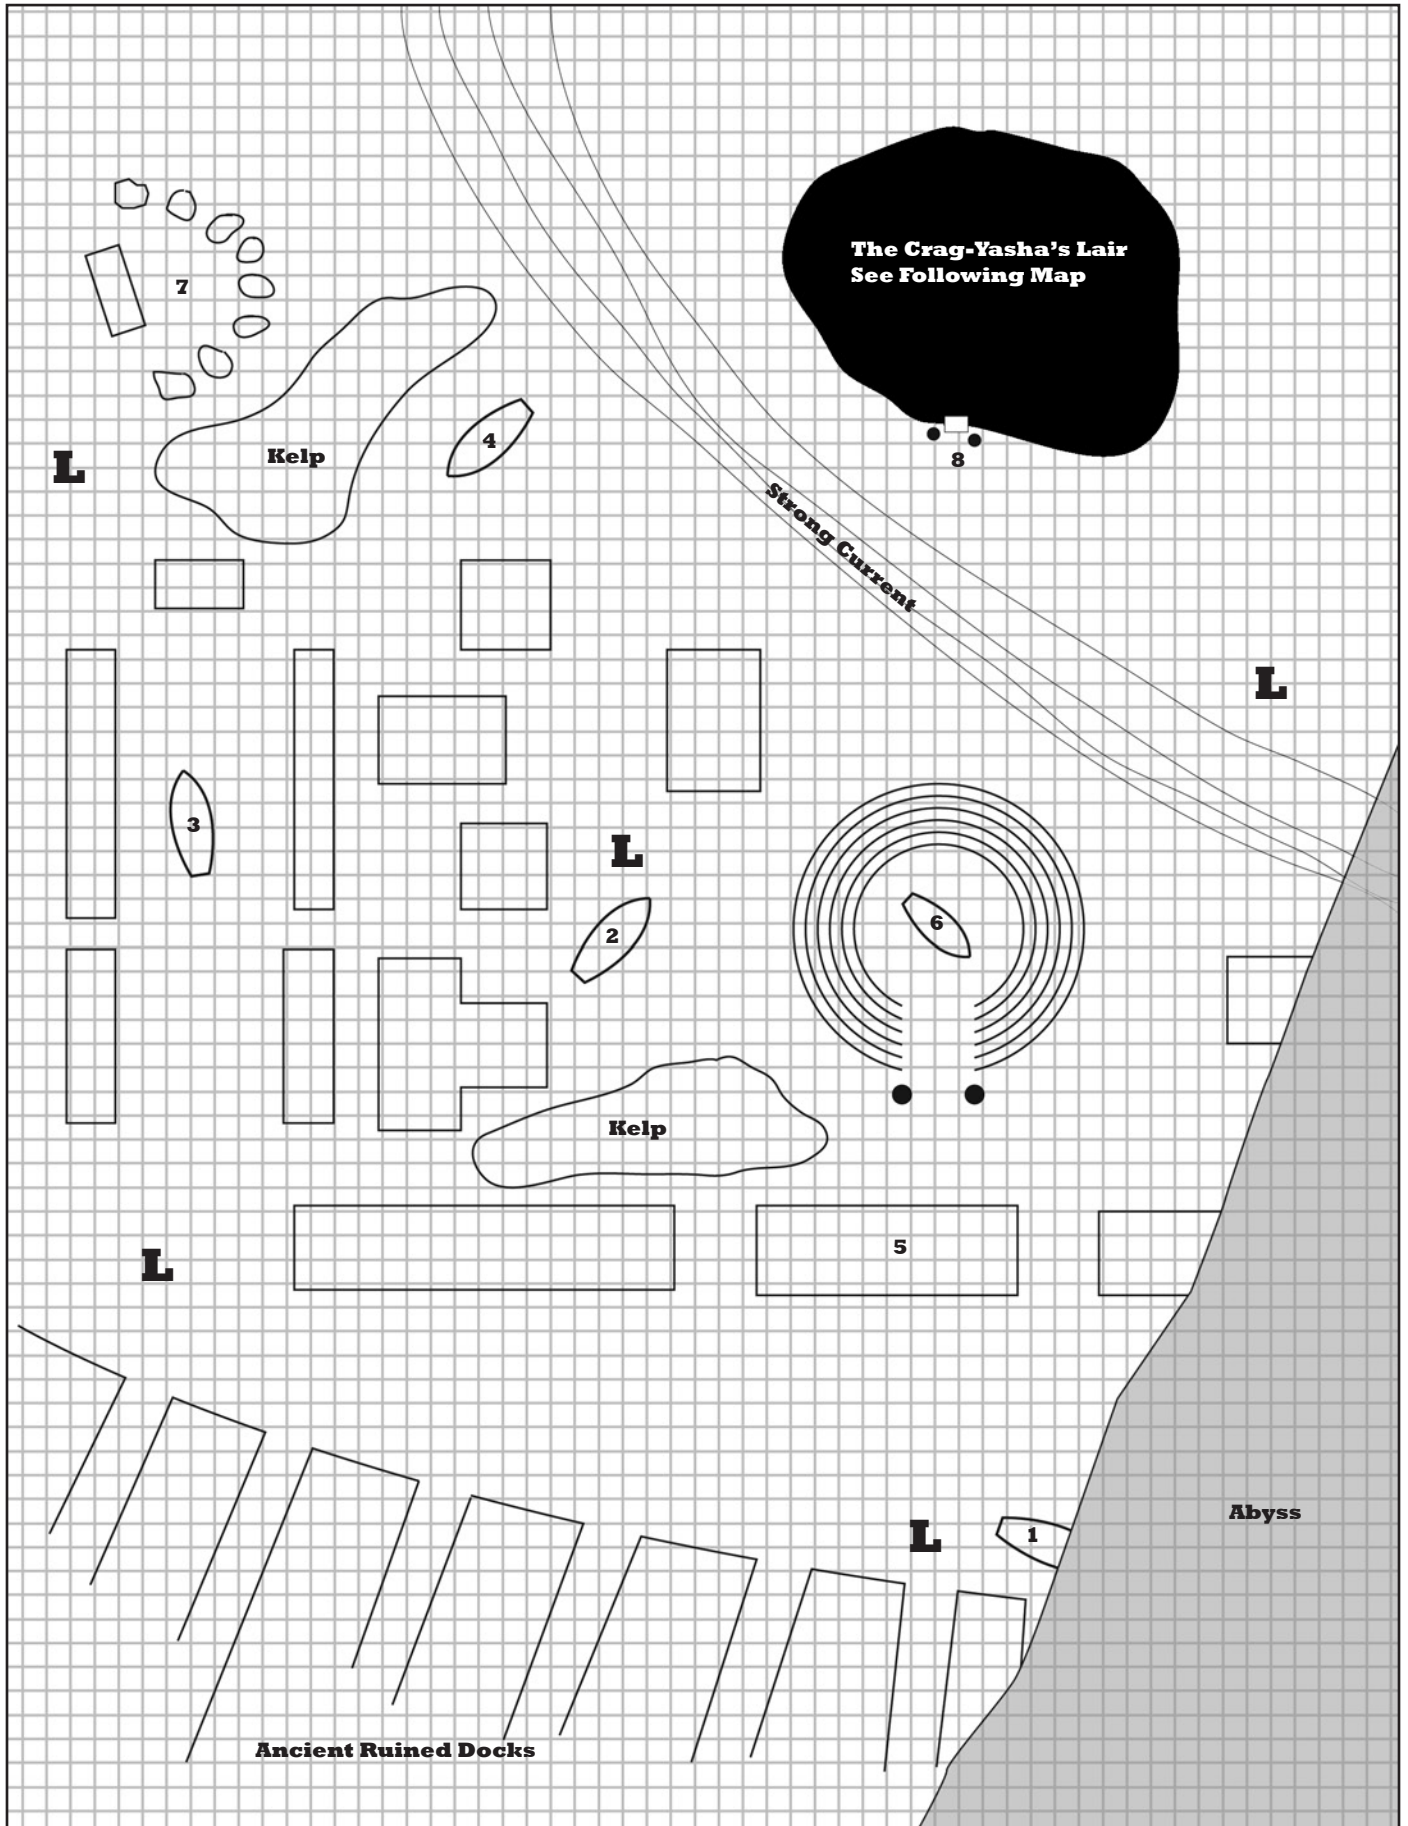 The Crag-Yasha's Lair
See Following Map
7
4
Kelp
8
L
Strong Current
L
3
L
2
6
Kelp
5
L
Abyss
L
1
Ancient Ruined Docks